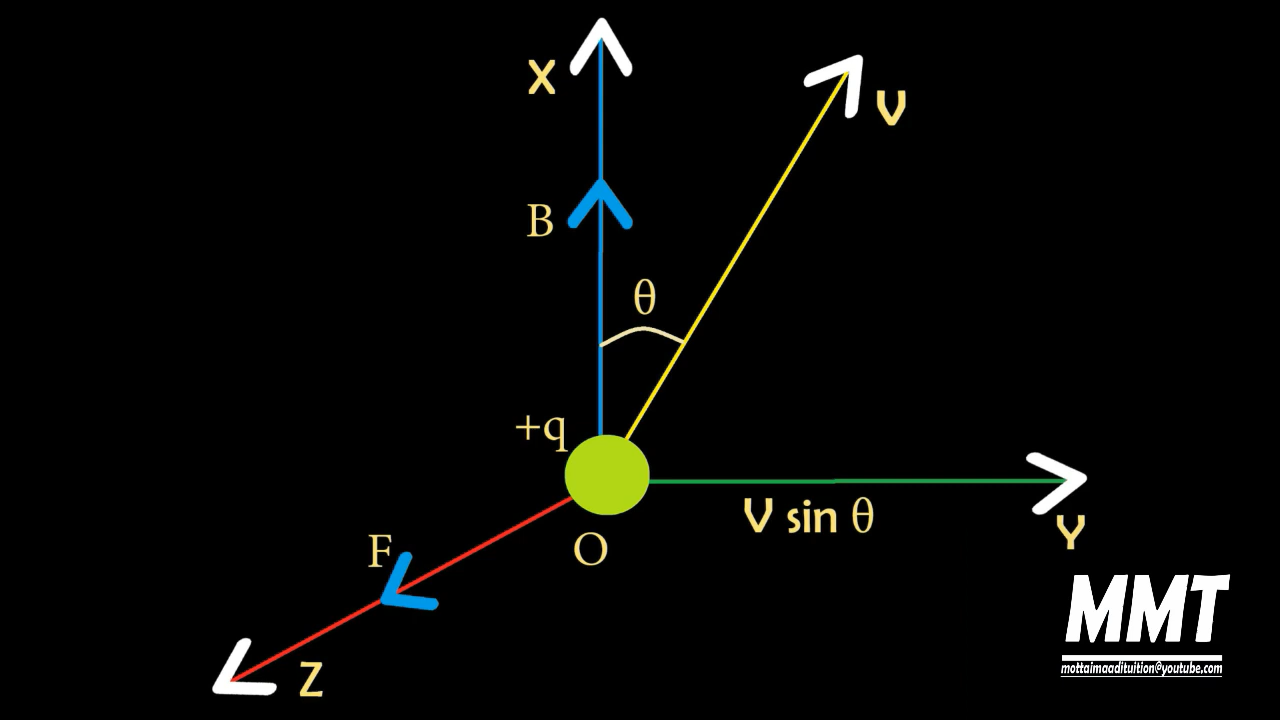 X
V
B
θ
+q
V sin θ
O
Y
F
Z
MMT
mottaimaadituition@youtube.com